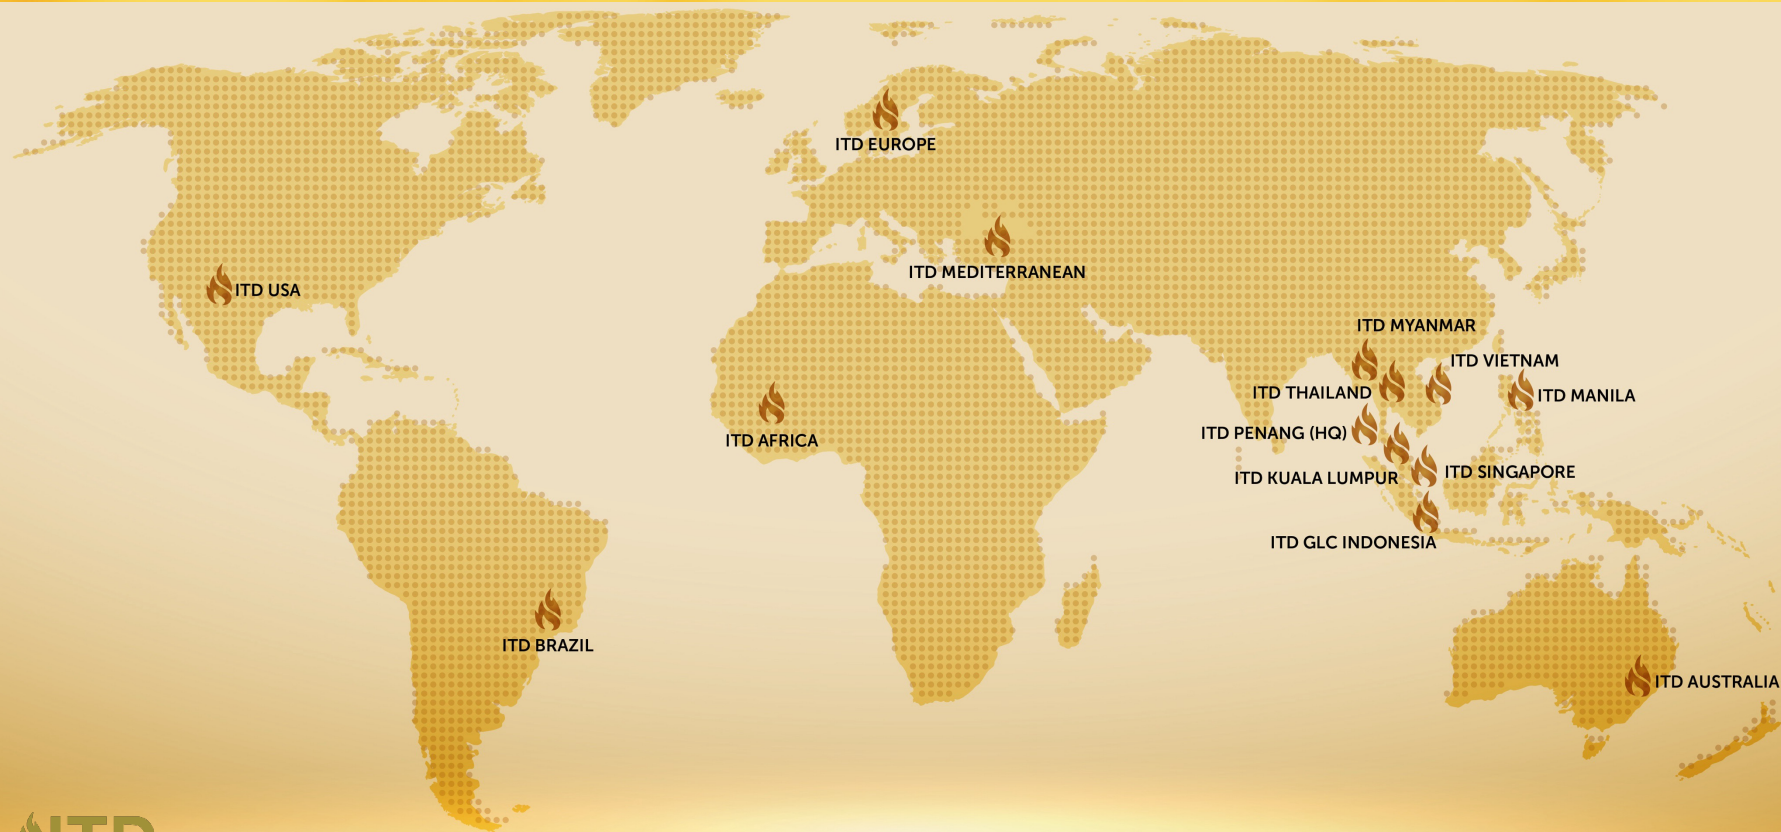 ITD EUROPE
ITD MEDITERRANEAN
ITD USA
ITD MYANMAR
ITD VIETNAM
ITD THAILAND
ITD MANILA
ITD PENANG (HQ)
ITD AFRICA
ITD SINGAPORE
ITD KUALA LUMPUR
ITD GLC INDONESIA
ITD BRAZIL
ITD AUSTRALIA
ITD